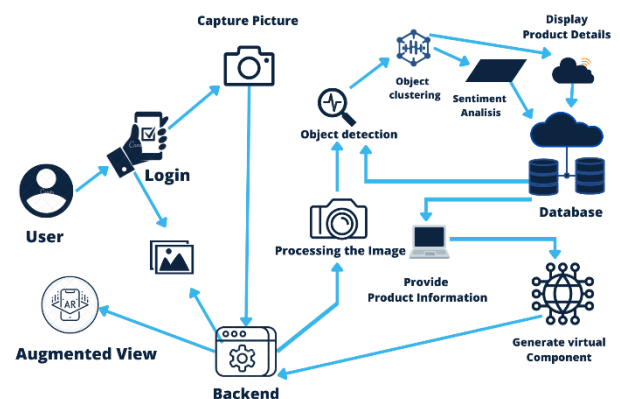 Capture Picture
Display
Product Details
Object
clustering
Sentiment
Analisis
Object detection
Login
Database
User
Processing the Image
Provide
Product Information
AR
Augmented View
Generate virtual
Component
Backend